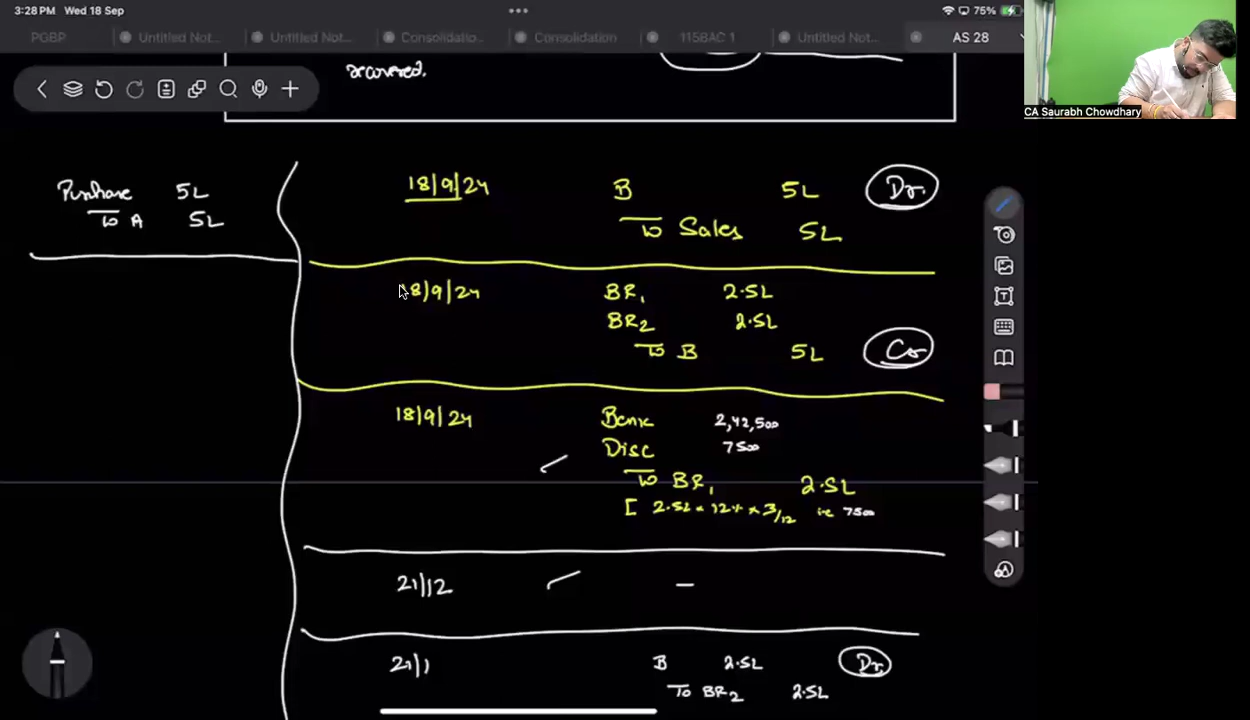 3:28 PM Wed 18 Sep
75%
PGBP
Untitled Not...
Untitled Not...
Consolidatio...
Consolidation
115BAC 1
Untitled Not...
AS 28
recovered.
CA Saurabh Chowdhary
Purchase 5L
To A 5L
18/9/24 B 5L Dr.
To Sales 5L
18/9/24 BR1 2.5L
BR2 2.5L
To B 5L Cr
18/9/24 Bank 2,42,500
Disc 7500
To BR1 2.5L
[ 2.5L × 12% × 3/12 ie 7500
21/12 —
21/1 B 2.5L Dr.
To BR2 2.5L